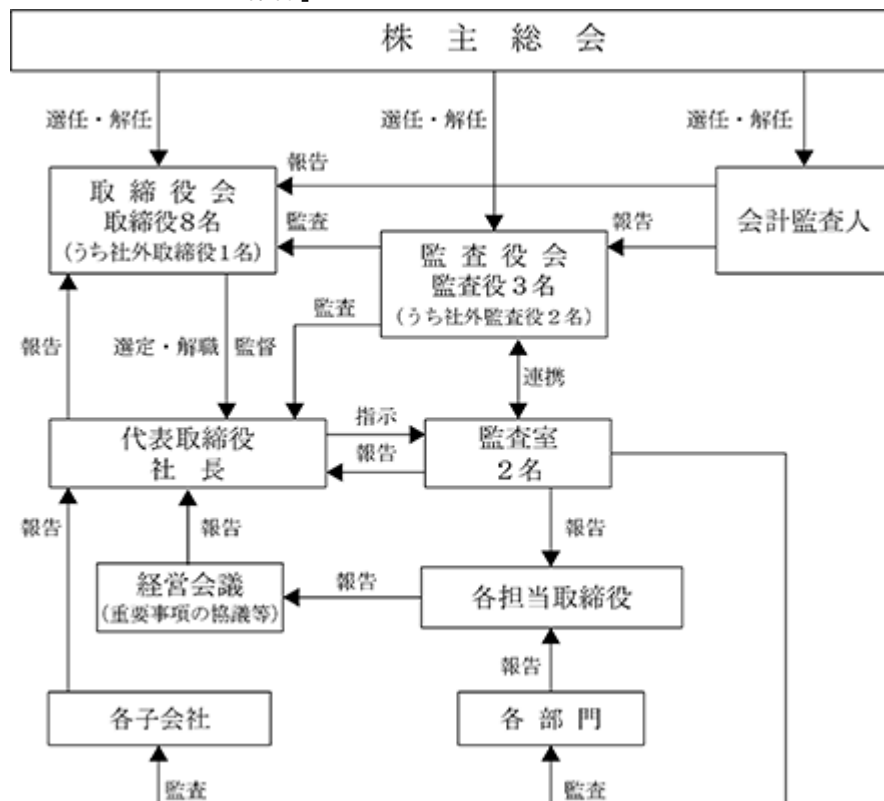 株主総会
選任・解任
選任・解任
選任・解任
報告
取締役会
取締役8名
(うち社外取締役1名)
会計監査人
監査
報告
監査役会
監査役3名
(うち社外監査役2名)
監査
報告
選定・解職
監督
連携
代表取締役
社長
指示
報告
監査室
2名
報告
報告
報告
経営会議
(重要事項の協議等)
報告
各担当取締役
報告
各子会社
各部門
監査
監査